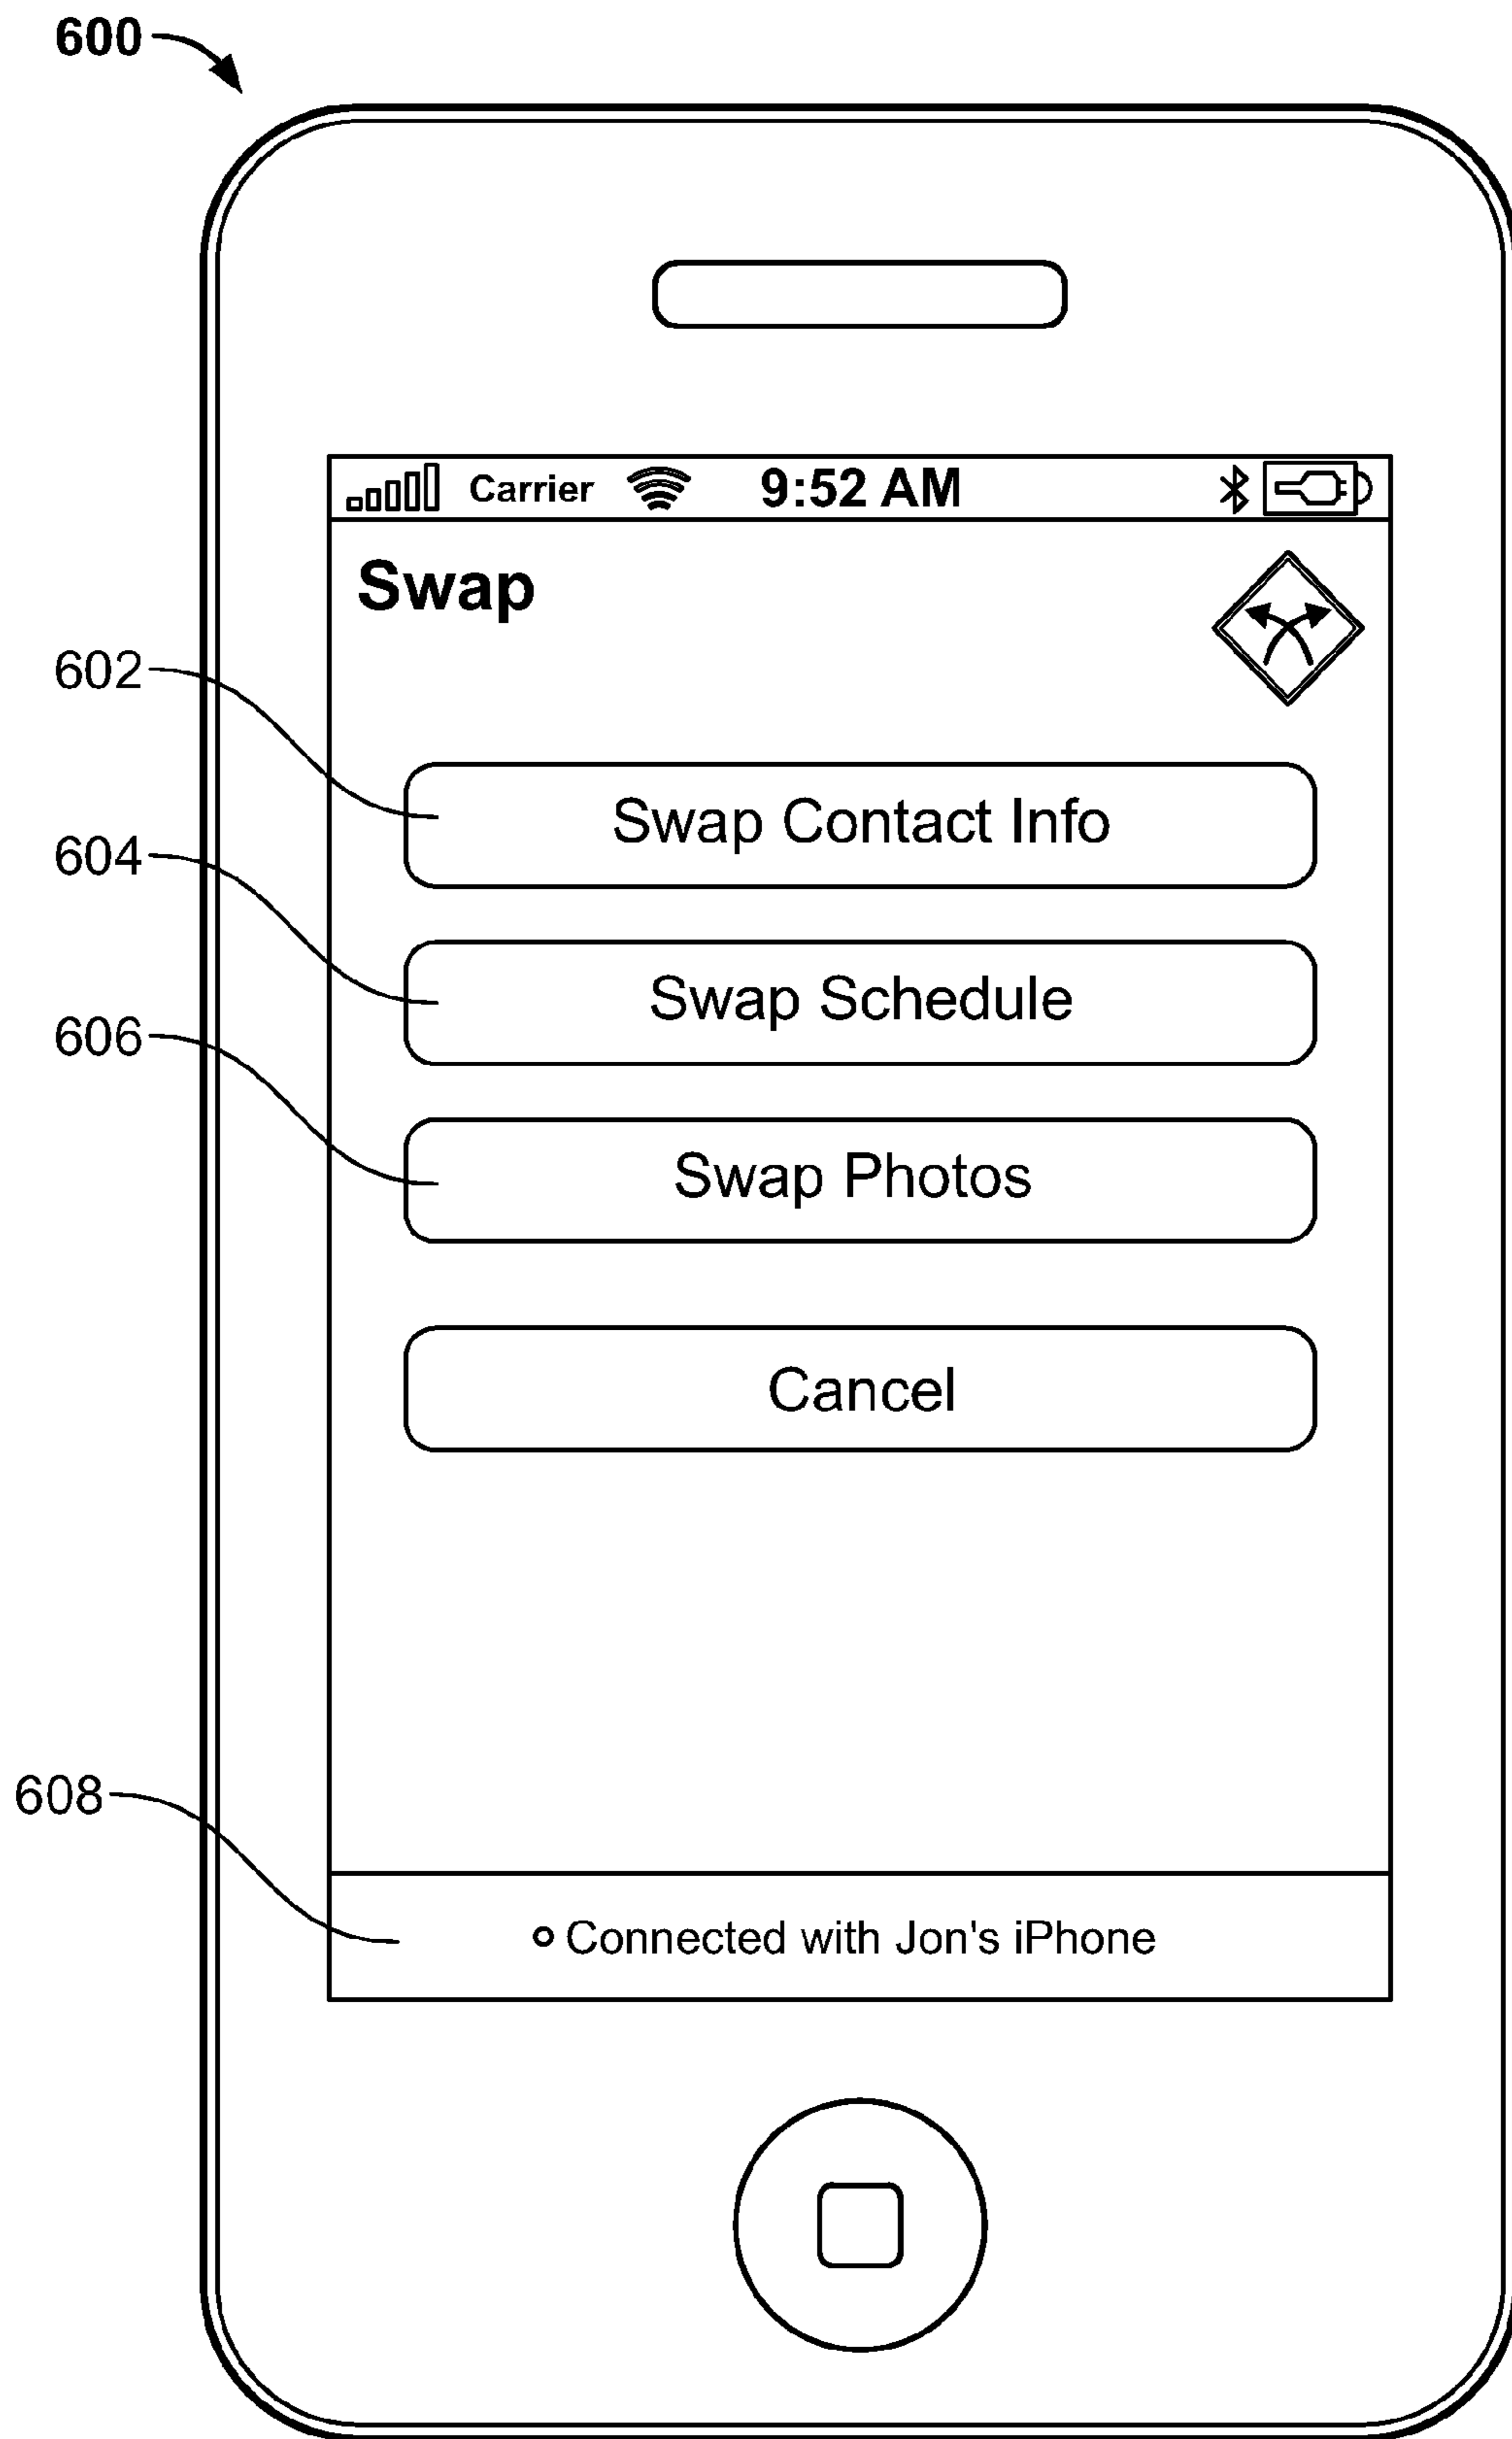 600
Carrier 9:52 AM
Swap
602
Swap Contact Info
604
Swap Schedule
606
Swap Photos
Cancel
608
Connected with Jon's iPhone